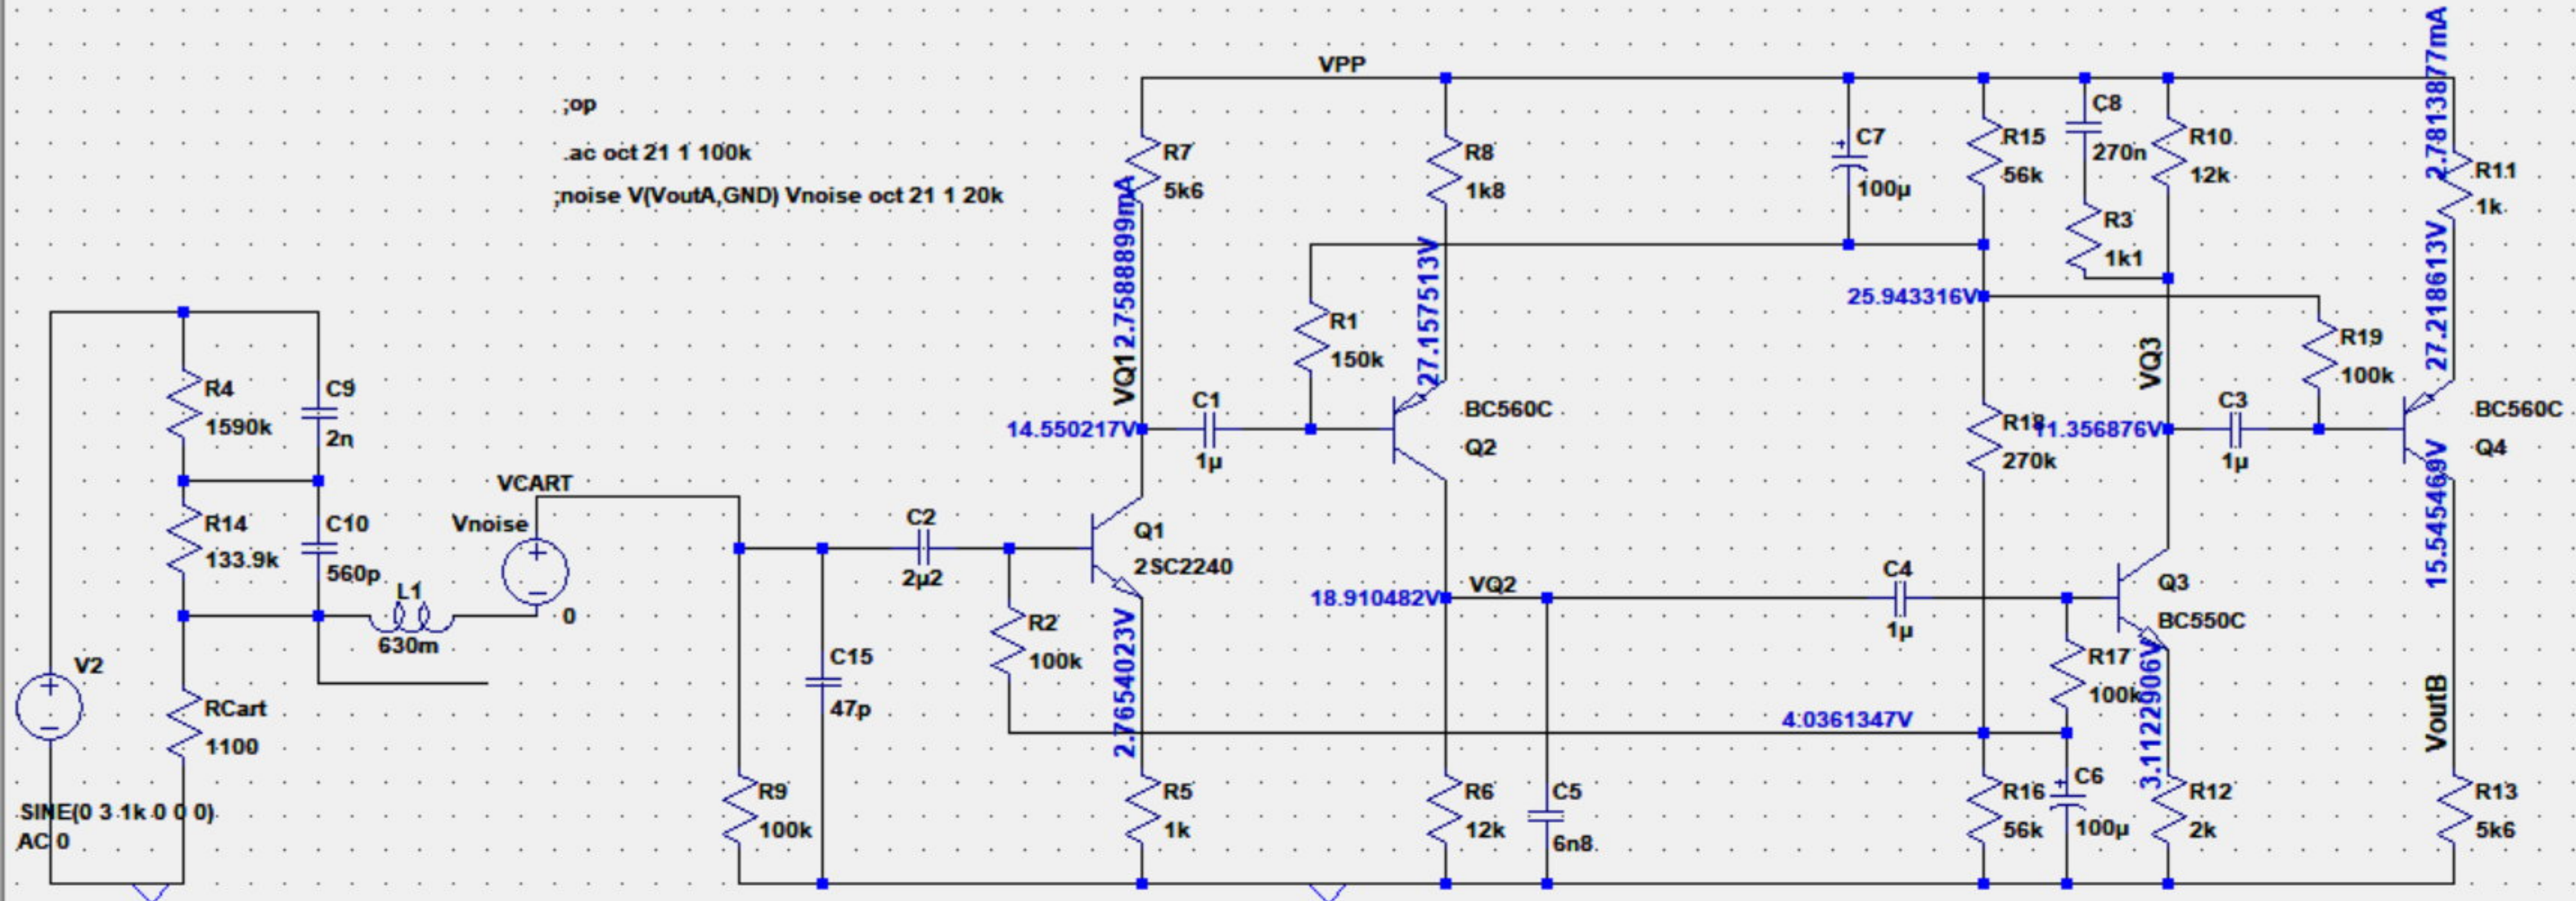 VPP
;op
.ac oct 21 1 100k
;noise V(VoutA,GND) Vnoise oct 21 1 20k
R7
5k6
R8
1k8
C7
100µ
R15
56k
C8
270n
R3
1k1
R10
12k
2.7813877mA
R11
1k
2.7588899mA
27.157513V
25.943316V
27.218613V
R1
150k
R19
100k
VQ1
VQ3
R4
1590k
C9
2n
14.550217V
C1
1µ
BC560C
Q2
R18
270k
11.356876V
C3
1µ
BC560C
Q4
15.545469V
VCART
Vnoise
0
R14
133.9k
C10
560p
L1
630m
C2
2µ2
Q1
2SC2240
18.910482V
VQ2
C4
1µ
Q3
BC550C
R2
100k
R17
100k
2.7654023V
3.1122906V
V2
RCart
1100
C15
47p
4.0361347V
VoutB
SINE(0 3 1k 0 0 0)
AC 0
R9
100k
R5
1k
R6
12k
C5
6n8
R16
56k
C6
100µ
R12
2k
R13
5k6